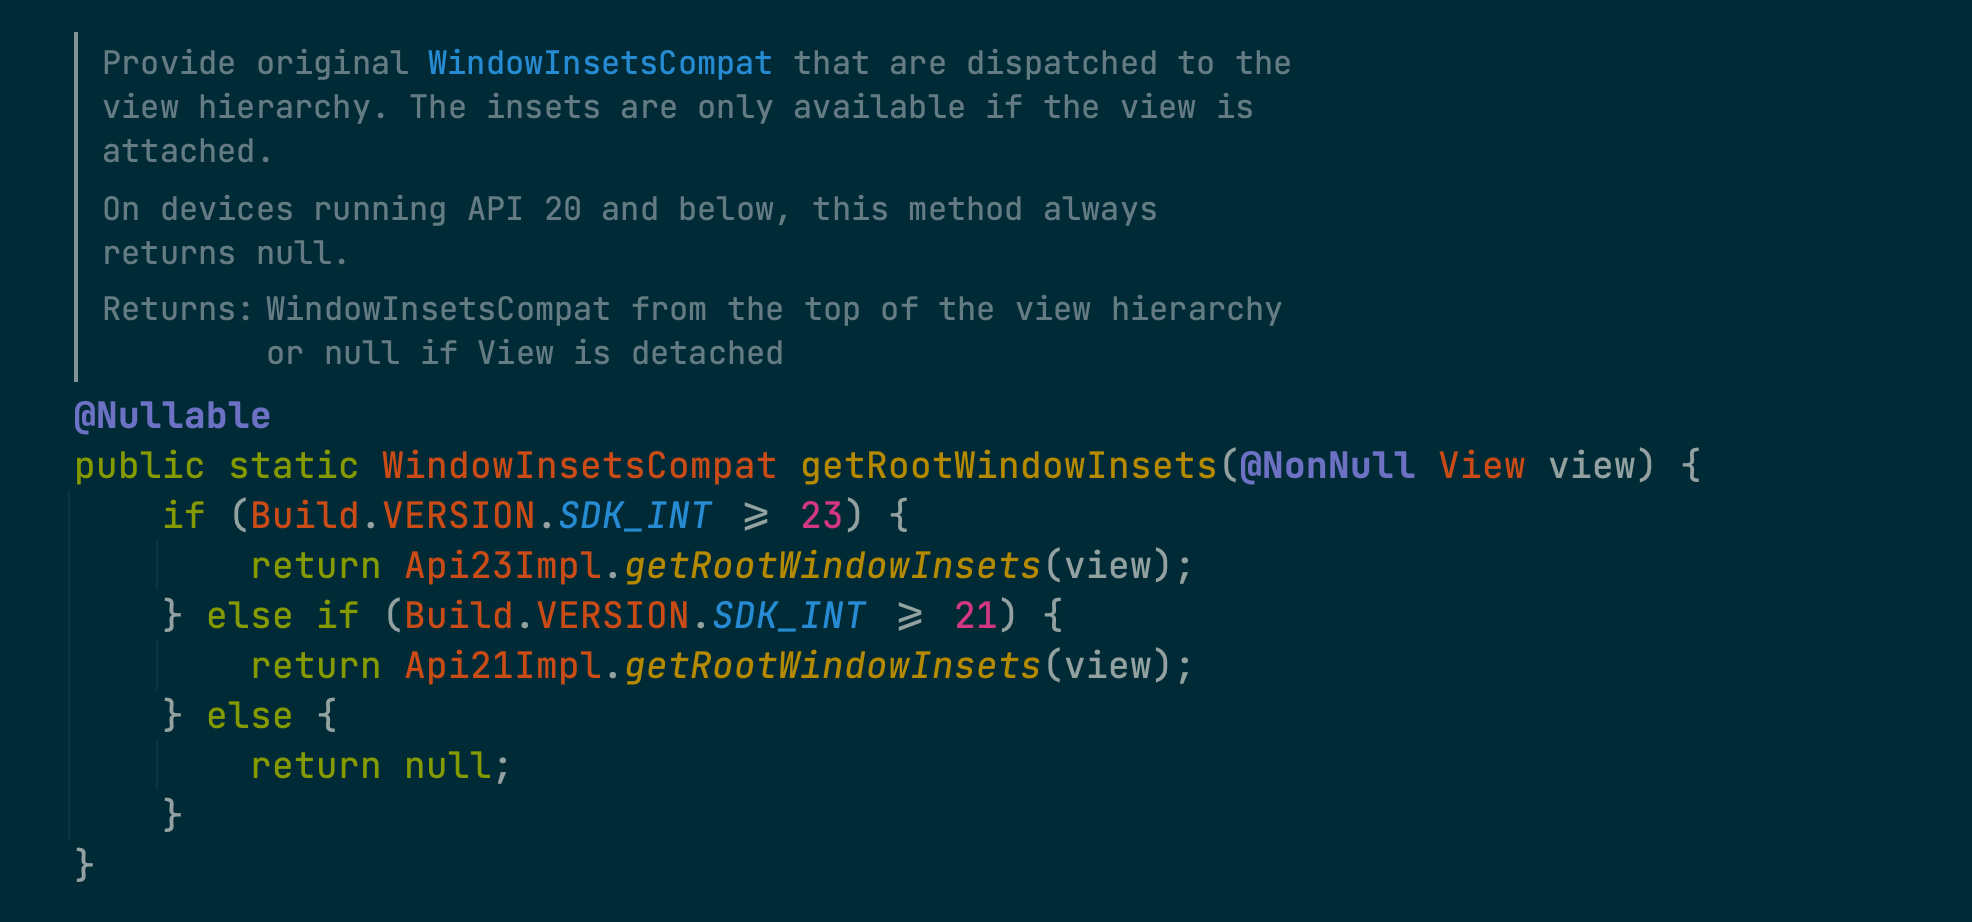 Provide original WindowInsetsCompat that are dispatched to the
view hierarchy. The insets are only available if the view is
attached.
On devices running API 20 and below, this method always
returns null.
Returns: WindowInsetsCompat from the top of the view hierarchy
or null if View is detached
@Nullable
public static WindowInsetsCompat getRootWindowInsets(@NonNull View view) {
    if (Build.VERSION.SDK_INT ⩾ 23) {
        return Api23Impl.getRootWindowInsets(view);
    } else if (Build.VERSION.SDK_INT ⩾ 21) {
        return Api21Impl.getRootWindowInsets(view);
    } else {
        return null;
    }
}